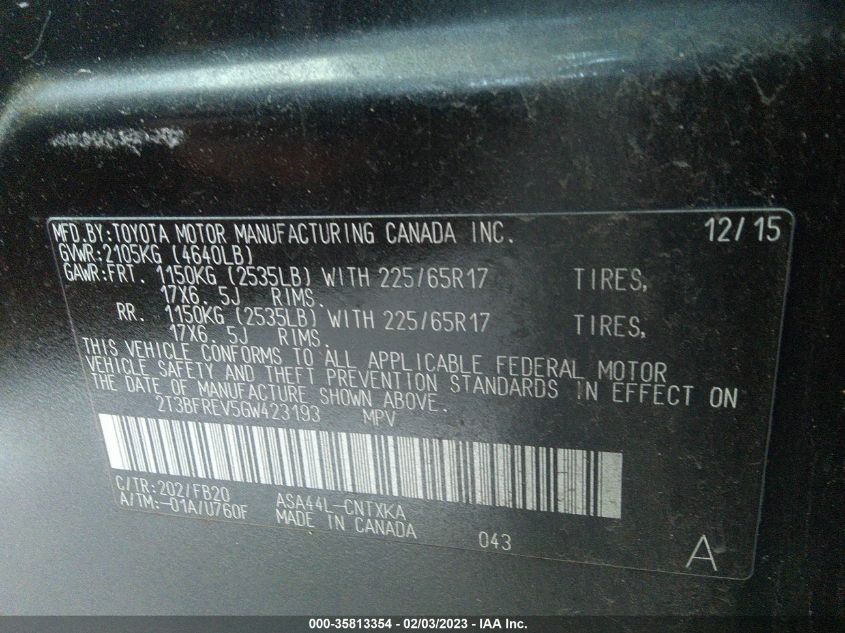 MFD.BY:TOYOTA MOTOR MANUFACTURING CANADA INC. 12/15
GVWR:2105KG (4640LB)
GAWR:FRT. 1150KG (2535LB) WITH 225/65R17 TIRES,
17X6.5J RIMS.
RR. 1150KG (2535LB) WITH 225/65R17 TIRES,
17X6.5J RIMS.
THIS VEHICLE CONFORMS TO ALL APPLICABLE FEDERAL MOTOR
VEHICLE SAFETY AND THEFT PREVENTION STANDARDS IN EFFECT ON
THE DATE OF MANUFACTURE SHOWN ABOVE.
2T3BFREV5GW423193 MPV
C/TR:202/FB20 ASA44L-CNTXKA
A/TM:-01A/U760F MADE IN CANADA 043 A
000-35813354 - 02/03/2023 - IAA Inc.